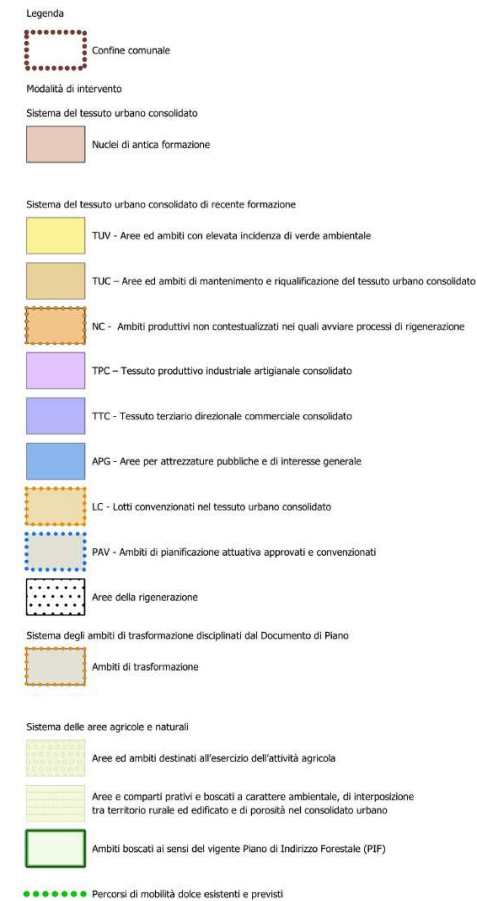 Legenda
Confine comunale
Modalità di intervento
Sistema del tessuto urbano consolidato
Nuclei di antica formazione
Sistema del tessuto urbano consolidato di recente formazione
TUV - Aree ed ambiti con elevata incidenza di verde ambientale
TUC – Aree ed ambiti di mantenimento e riqualificazione del tessuto urbano consolidato
NC - Ambiti produttivi non contestualizzati nei quali avviare processi di rigenerazione
TPC – Tessuto produttivo industriale artigianale consolidato
TTC - Tessuto terziario direzionale commerciale consolidato
APG - Aree per attrezzature pubbliche e di interesse generale
LC - Lotti convenzionati nel tessuto urbano consolidato
PAV - Ambiti di pianificazione attuativa approvati e convenzionati
Aree della rigenerazione
Sistema degli ambiti di trasformazione disciplinati dal Documento di Piano
Ambiti di trasformazione
Sistema delle aree agricole e naturali
Aree ed ambiti destinati all'esercizio dell'attività agricola
Aree e comparti prativi e boscati a carattere ambientale, di interposizione
tra territorio rurale ed edificato e di porosità nel consolidato urbano
Ambiti boscati ai sensi del vigente Piano di Indirizzo Forestale (PIF)
Percorsi di mobilità dolce esistenti e previsti